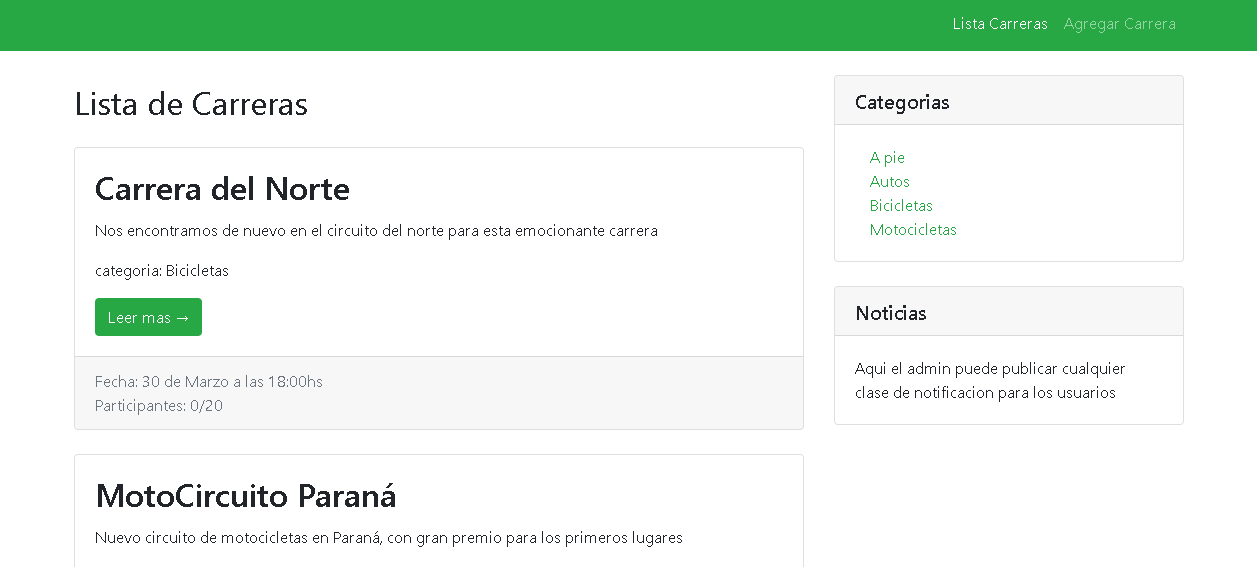 Lista Carreras Agregar Carrera
Lista de Carreras
Carrera del Norte
Nos encontramos de nuevo en el circuito del norte para esta emocionante carrera
categoria: Bicicletas
Leer mas →
Fecha: 30 de Marzo a las 18:00hs
Participantes: 0/20
MotoCircuito Paraná
Nuevo circuito de motocicletas en Paraná, con gran premio para los primeros lugares
Categorias
A pie
Autos
Bicicletas
Motocicletas
Noticias
Aqui el admin puede publicar cualquier
clase de notificacion para los usuarios